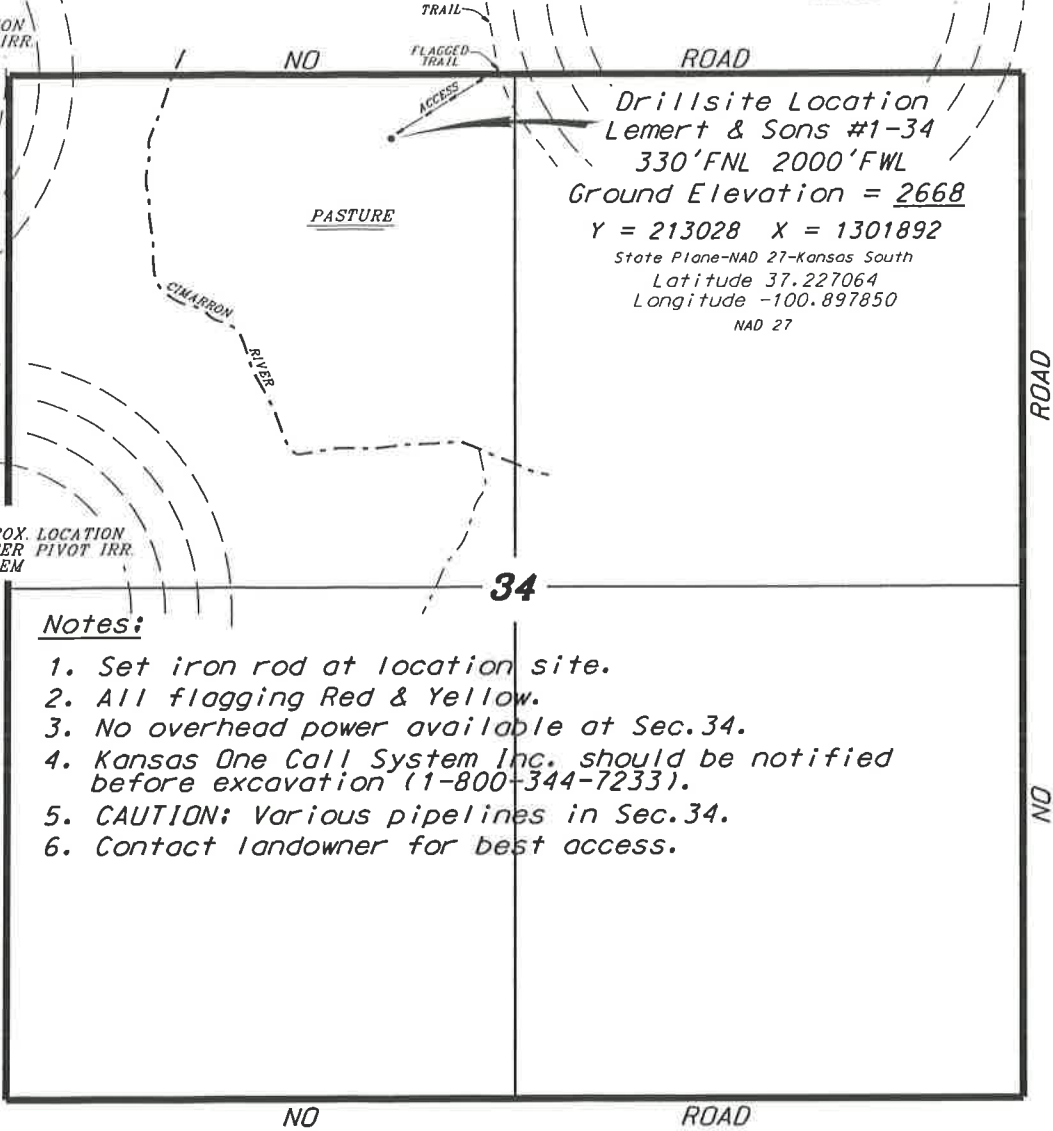 TRAIL
ON
IRR.
FLAGGED
TRAIL
NO ROAD
ACCESS
Drillsite Location
Lemert & Sons #1-34
330'FNL 2000'FWL
Ground Elevation = 2668
Y = 213028 X = 1301892
State Plane-NAD 27-Kansas South
Latitude 37.227064
Longitude -100.897850
NAD 27
PASTURE
CIMARRON
RIVER
ROAD
OX. LOCATION
ER PIVOT IRR.
EM
34
Notes:
1. Set iron rod at location site.
2. All flagging Red & Yellow.
3. No overhead power available at Sec.34.
4. Kansas One Call System Inc. should be notified
before excavation (1-800-344-7233).
5. CAUTION: Various pipelines in Sec.34.
6. Contact landowner for best access.
NO
NO ROAD